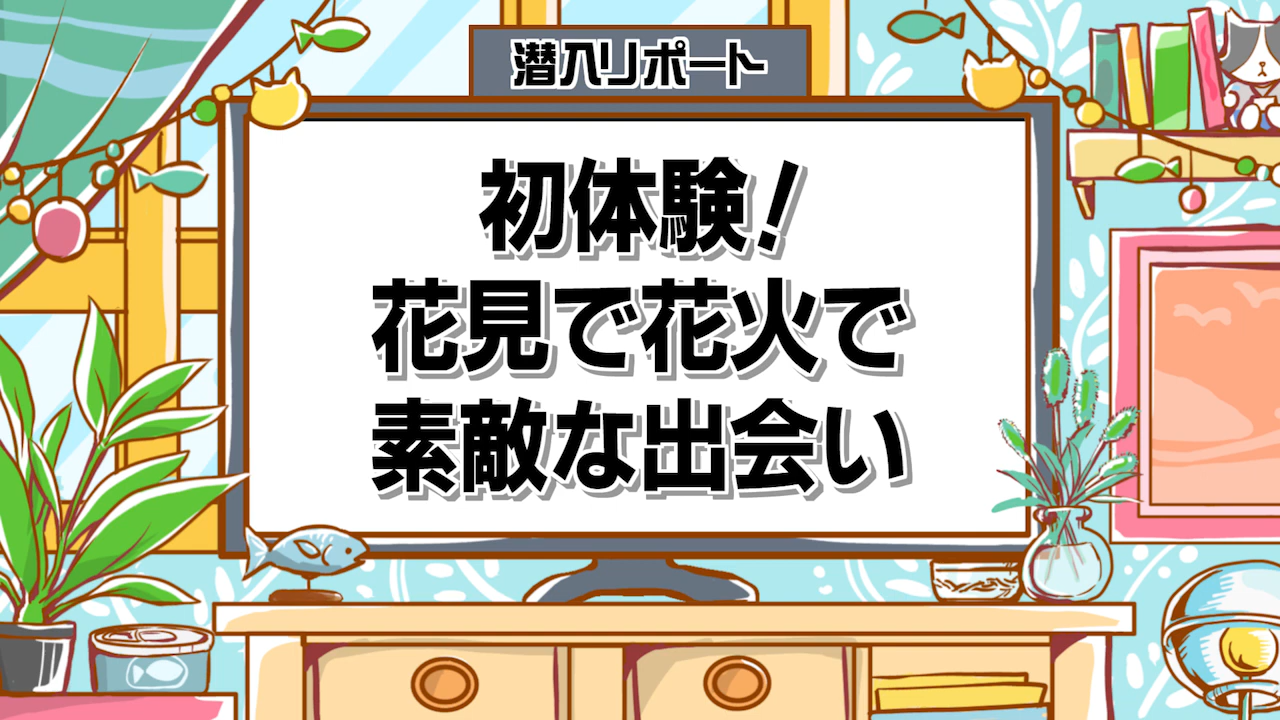 潜入リポート
初体験!
花見で花火で
素敵な出会い